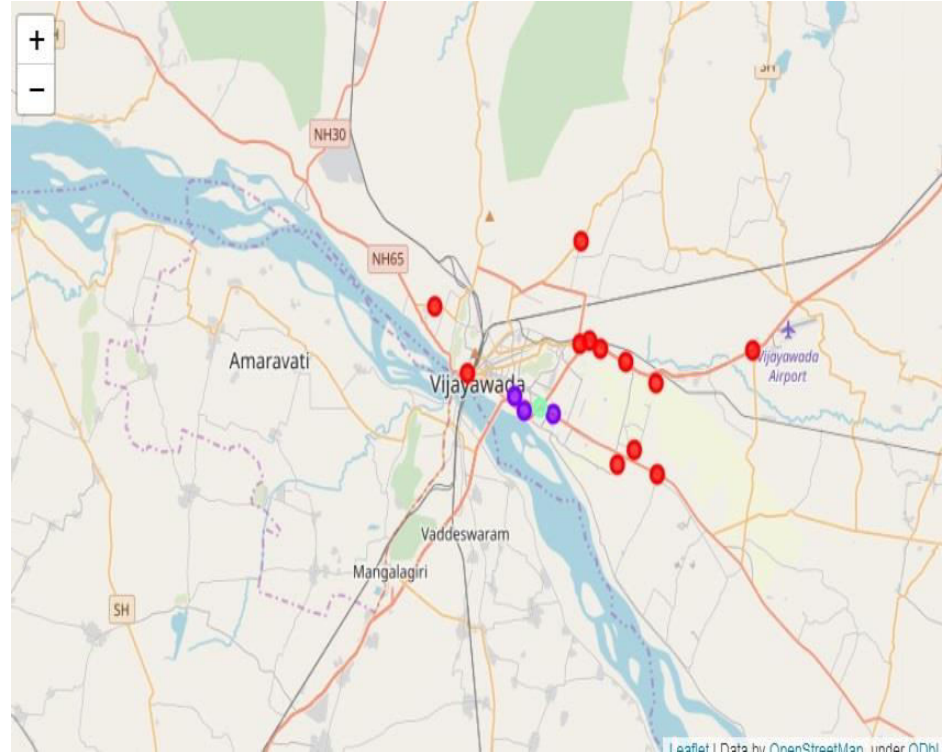 +
−
NH30
NH65
Amaravati
Vijayawada
Vijayawada
Airport
Vaddeswaram
Mangalagiri
SH
Leaflet | Data by OpenStreetMap, under ODbL